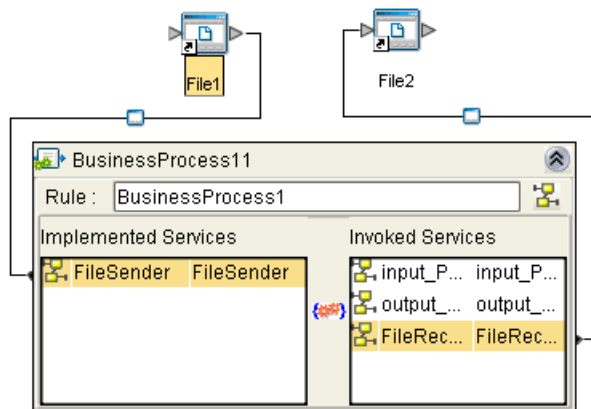 File1
File2
BusinessProcess11
Rule : BusinessProcess1
Implemented Services
Invoked Services
FileSender FileSender
input_P... input_P...
output_... output_...
FileRec... FileRec...